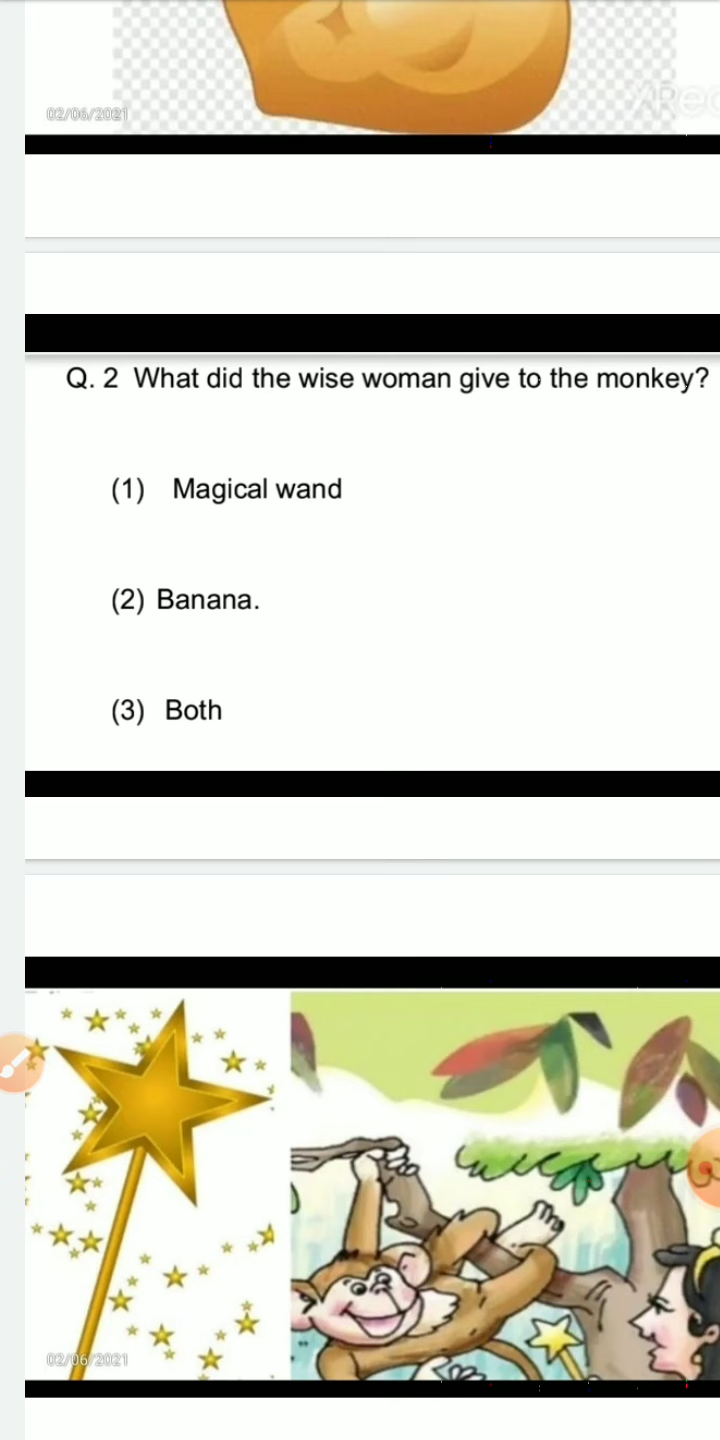 02/06/2021
Q. 2 What did the wise woman give to the monkey?
(1) Magical wand
(2) Banana.
(3) Both
02/06/2021